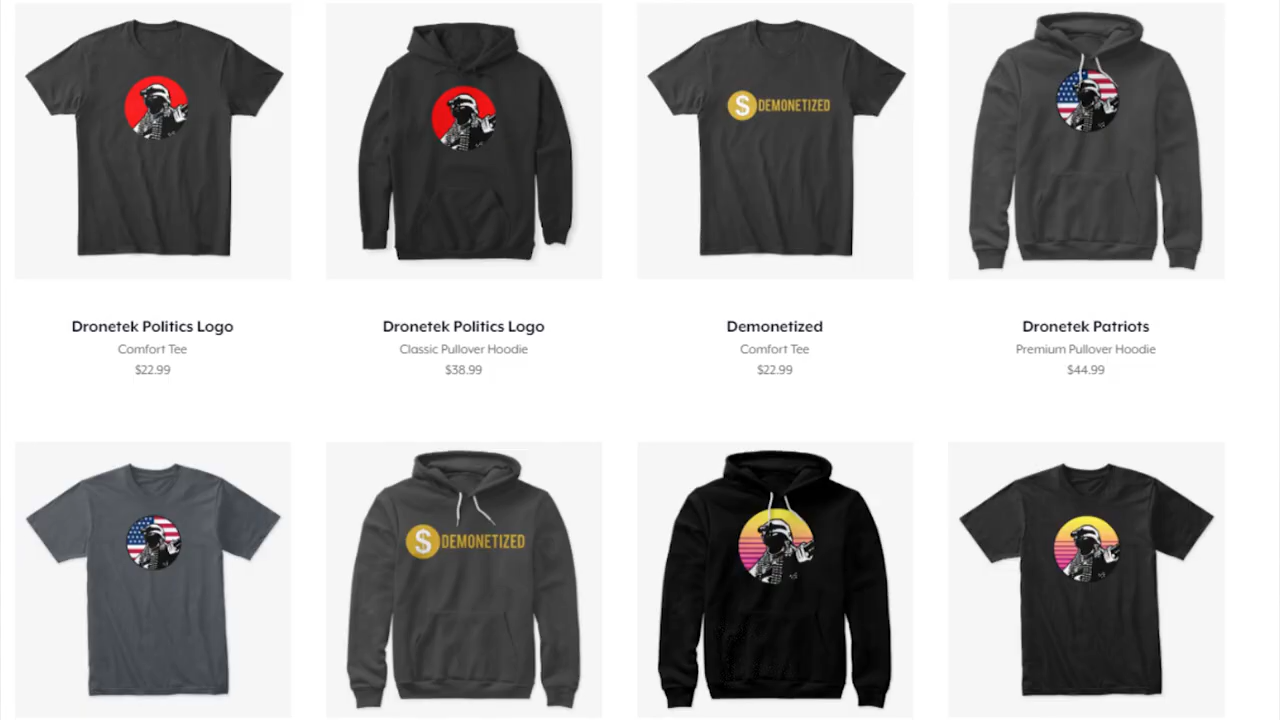 S DEMONETIZED
Dronetek Politics Logo
Comfort Tee
$22.99
Dronetek Politics Logo
Classic Pullover Hoodie
$38.99
Demonetized
Comfort Tee
$22.99
Dronetek Patriots
Premium Pullover Hoodie
$44.99
S DEMONETIZED